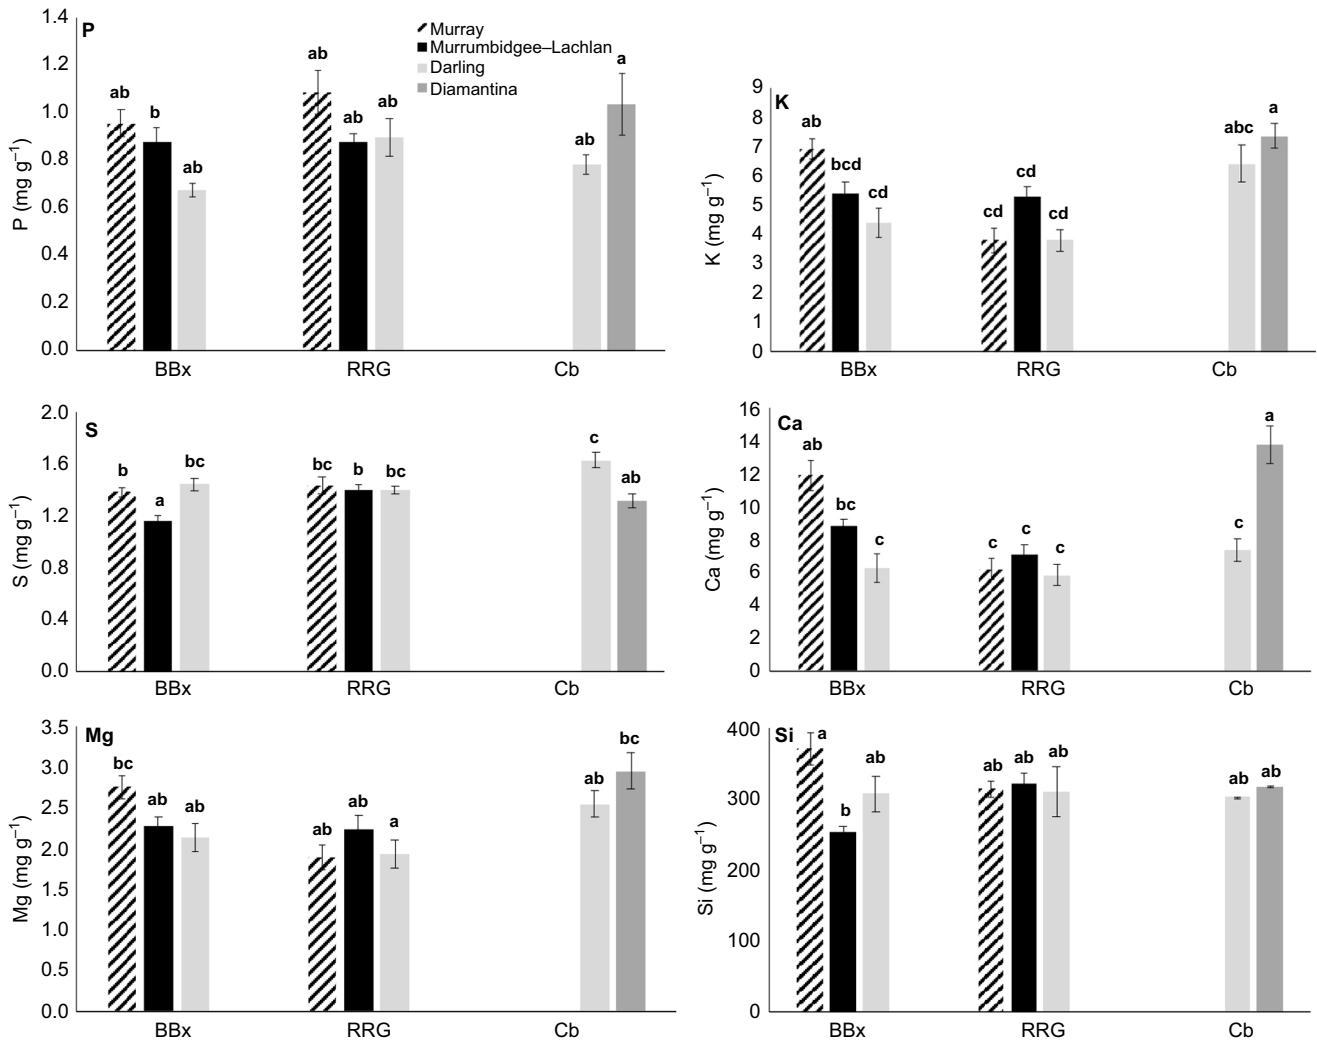 P
Murray
Murrumbidgee–Lachlan
Darling
Diamantina
P (mg g⁻¹)
1.4
1.2
1.0
0.8
0.6
0.4
0.2
0.0
ab b ab
ab ab ab
ab a
BBx RRG Cb
K
K (mg g⁻¹)
9
8
7
6
5
4
3
2
1
0
ab bcd cd
cd cd cd
abc a
BBx RRG Cb
S
S (mg g⁻¹)
2.0
1.6
1.2
0.8
0.4
0.0
b a bc
bc b bc
c ab
BBx RRG Cb
Ca
Ca (mg g⁻¹)
16
14
12
10
8
6
4
2
0
ab bc c
c c c
c a
BBx RRG Cb
Mg
Mg (mg g⁻¹)
3.5
3.0
2.5
2.0
1.5
1.0
0.5
0.0
bc ab ab
ab ab a
ab bc
BBx RRG Cb
Si
Si (mg g⁻¹)
400
300
200
100
0
a b ab
ab ab ab
ab ab
BBx RRG Cb